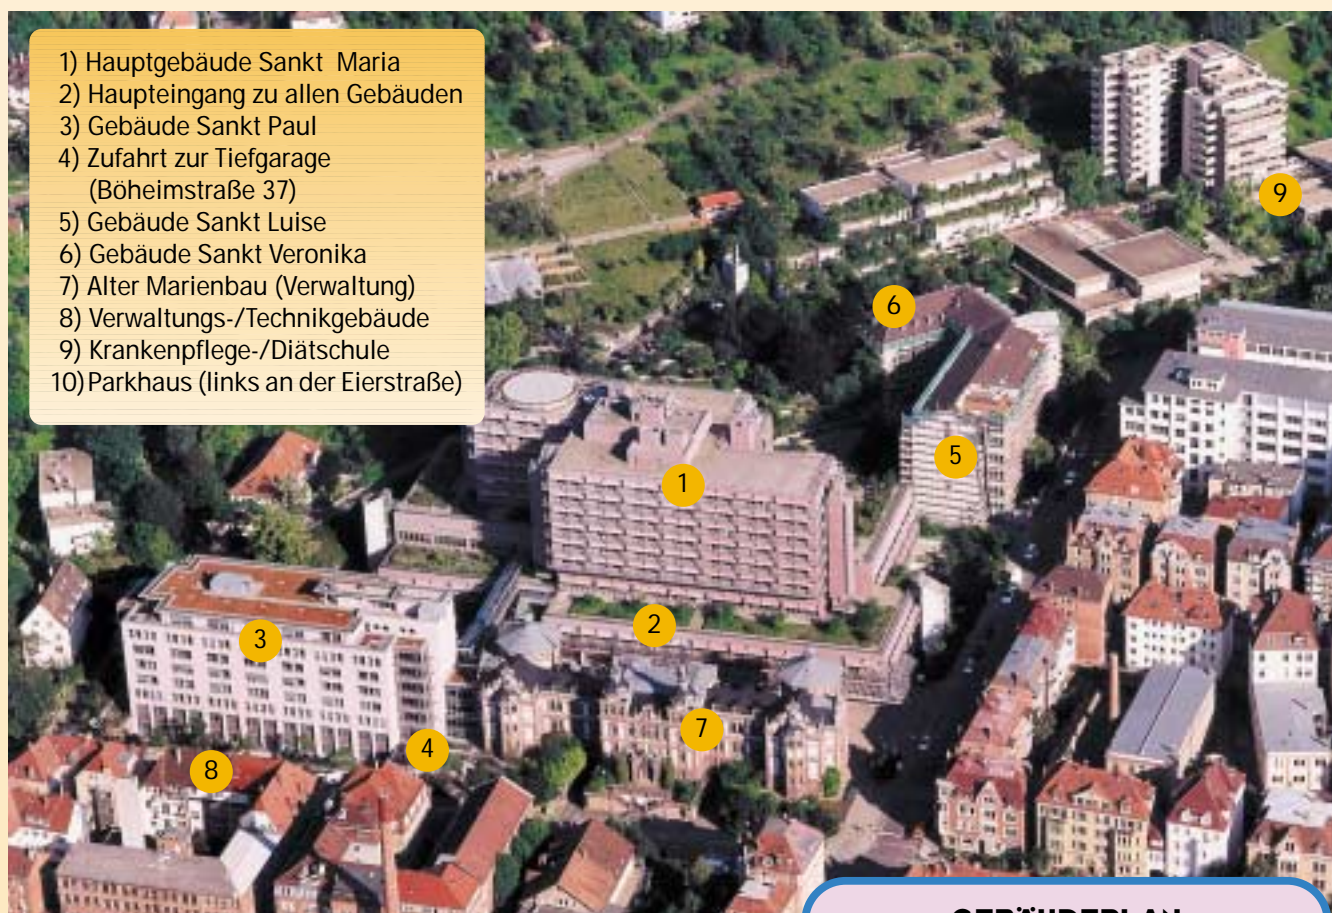 1) Hauptgebäude Sankt Maria
2) Haupteingang zu allen Gebäuden
3) Gebäude Sankt Paul
4) Zufahrt zur Tiefgarage
(Böheimstraße 37)
5) Gebäude Sankt Luise
6) Gebäude Sankt Veronika
7) Alter Marienbau (Verwaltung)
8) Verwaltungs-/Technikgebäude
9) Krankenpflege-/Diätschule
10) Parkhaus (links an der Eierstraße)
9
6
5
1
2
3
7
4
8
GEBÄUDEPLAN